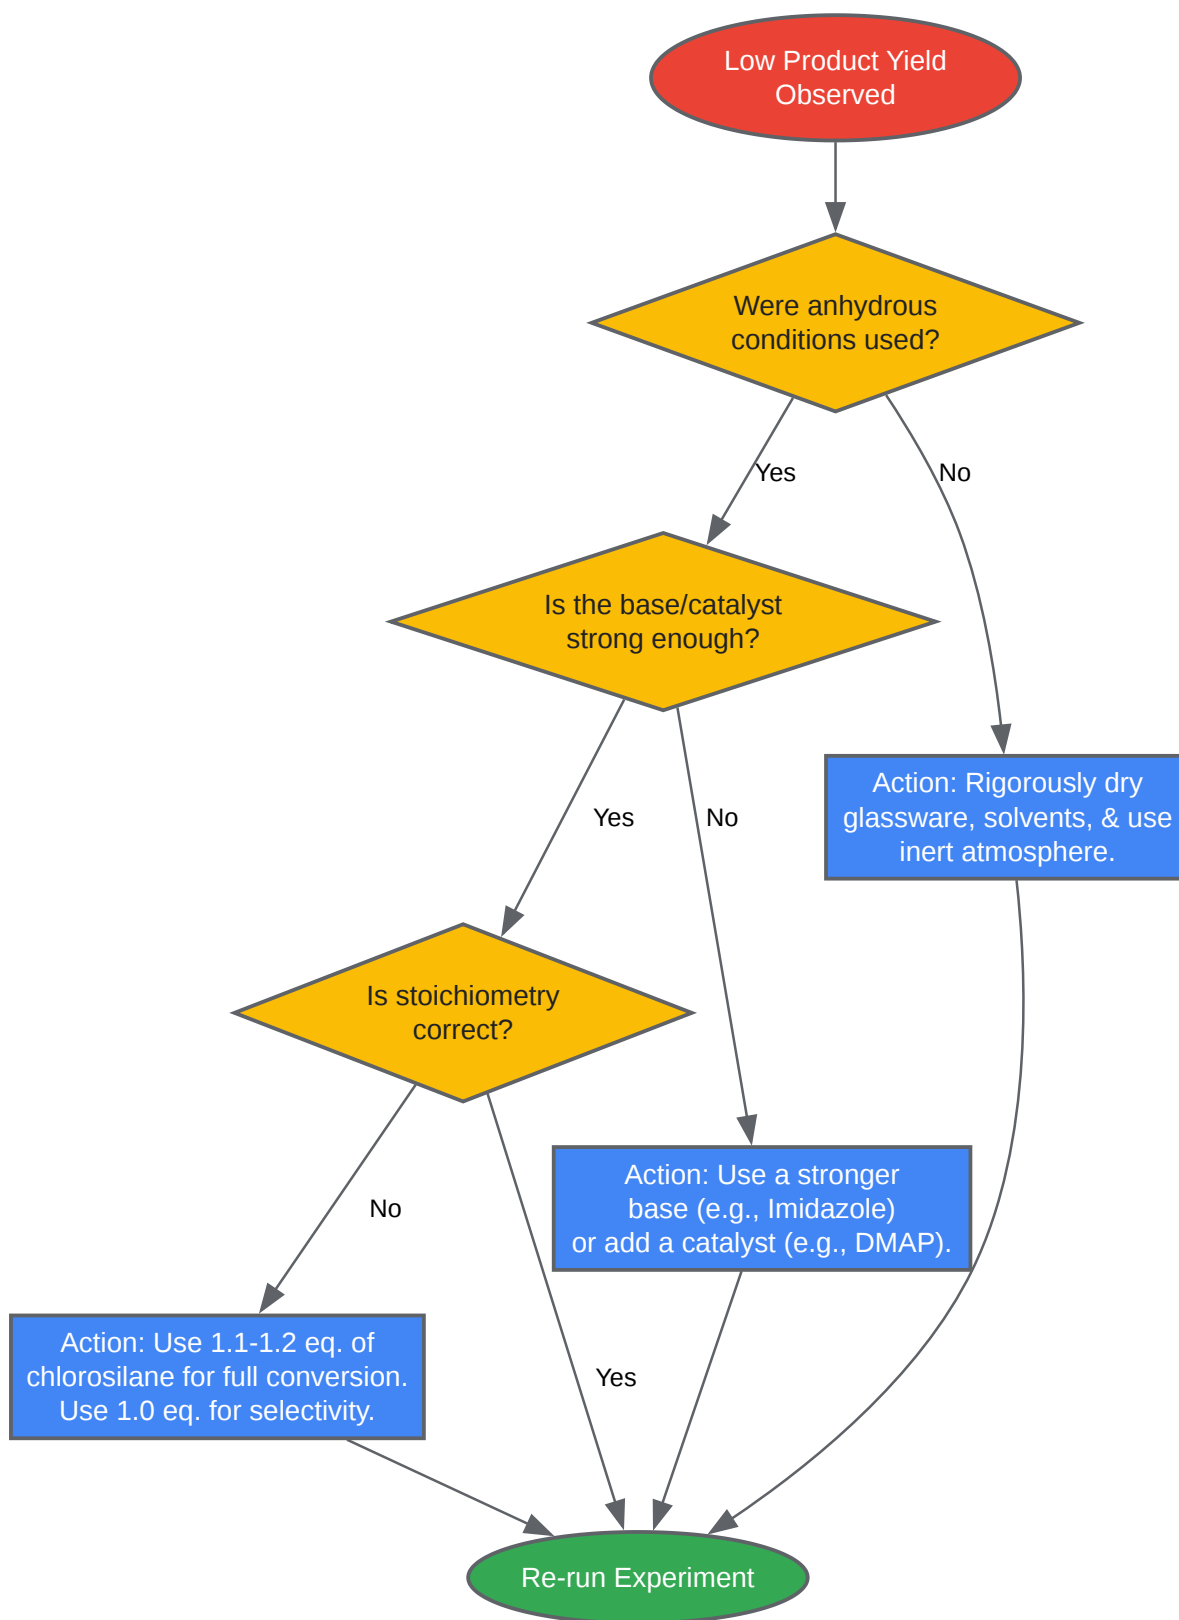 Low Product Yield
Observed
Were anhydrous
conditions used?
Yes
No
Is the base/catalyst
strong enough?
Action: Rigorously dry
glassware, solvents, & use
inert atmosphere.
Yes
No
Is stoichiometry
correct?
Action: Use a stronger
base (e.g., Imidazole)
or add a catalyst (e.g., DMAP).
No
Action: Use 1.1-1.2 eq. of
chlorosilane for full conversion.
Use 1.0 eq. for selectivity.
Yes
Re-run Experiment